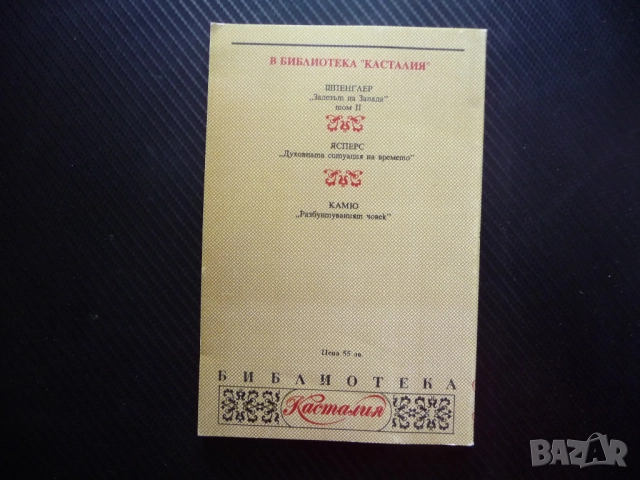 В БИБЛИОТЕКА "КАСТАЛИЯ"
ШПЕНГЛЕР
„Залезът на Запада"
том II
ЯСПЕРС
„Духовната ситуация на времето"
КАМЮ
„Разбунтуваният човек"
Цена 55 лв.
БИБЛИОТЕКА
Касталия
BAZAR